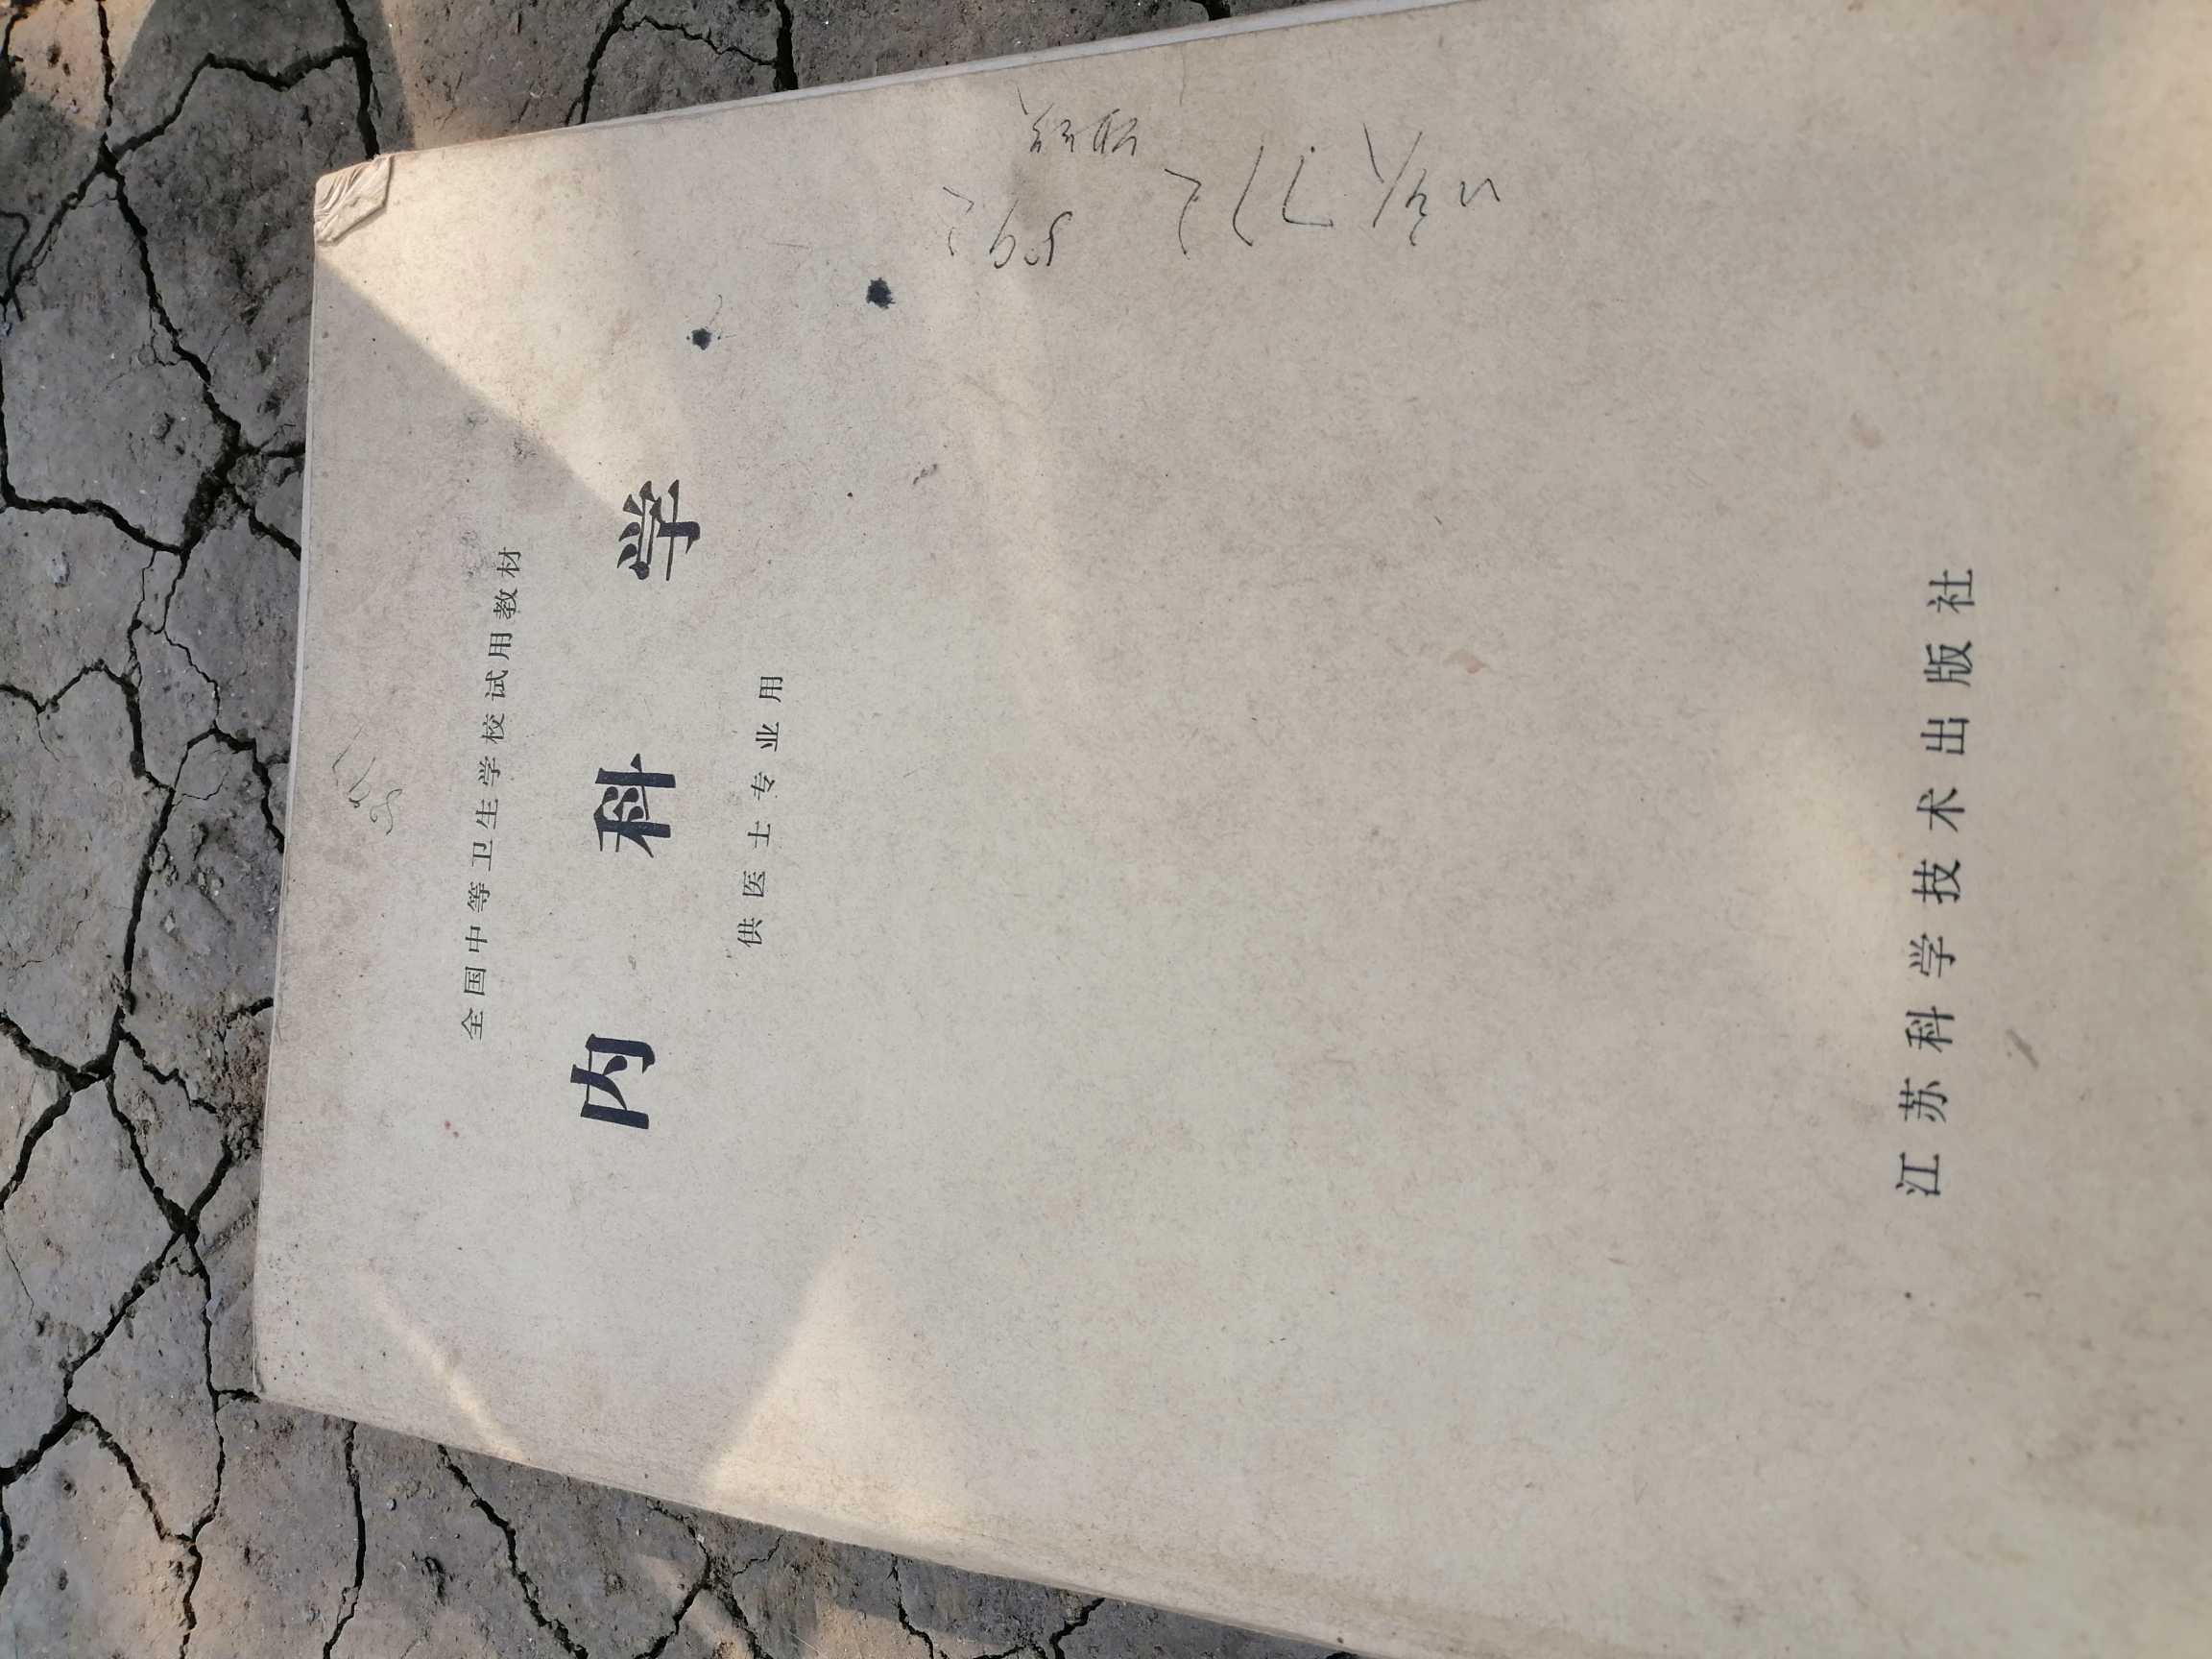 全国中等卫生学校试用教材
内科学
供医士专业用
江苏科学技术出版社